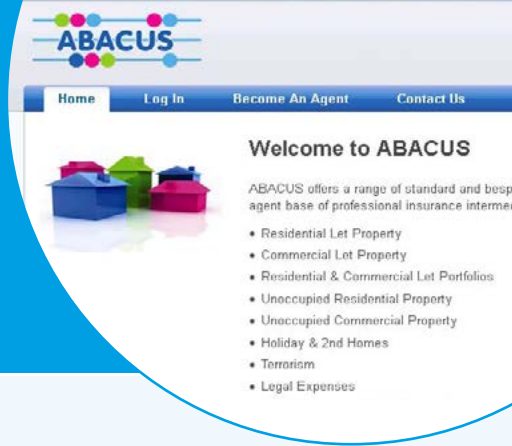 ABACUS
Home Log In Become An Agent Contact Us
Welcome to ABACUS
ABACUS offers a range of standard and
agent base of professional insurance
• Residential Let Property
• Commercial Let Property
• Residential & Commercial Let Portfolios
• Unoccupied Residential Property
• Unoccupied Commercial Property
• Holiday & 2nd Homes
• Terrorism
• Legal Expenses